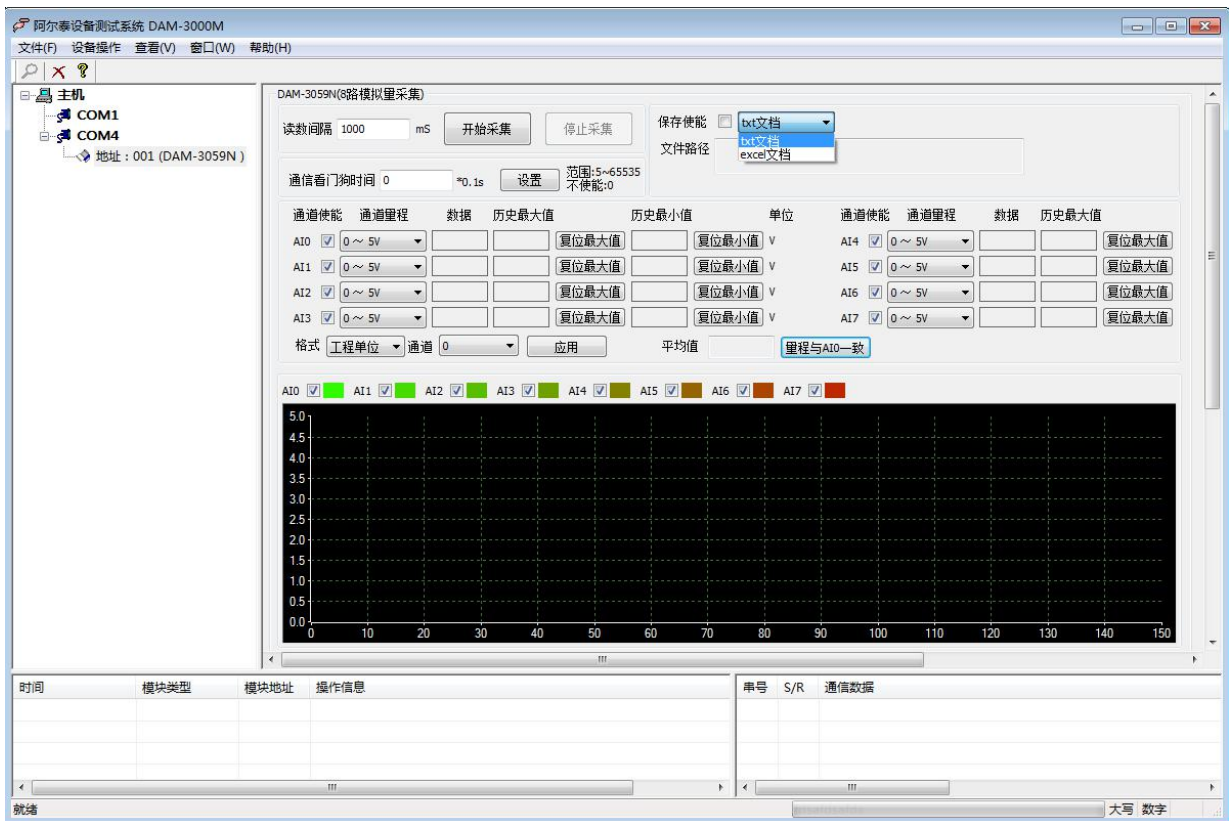 阿尔泰设备测试系统 DAM-3000M
文件(F) 设备操作 查看(V) 窗口(W) 帮助(H)
主机
COM1
COM4
地址：001 (DAM-3059N )
DAM-3059N(8路模拟量采集)
读数间隔 1000 mS 开始采集 停止采集
保存使能 txt文档
txt文档
excel文档
文件路径
通信看门狗时间 0 *0.1s 设置 范围:5~65535
不使能:0
通道使能 通道里程 数据 历史最大值 历史最小值 单位 通道使能 通道里程 数据 历史最大值
AI0 0～ 5V 复位最大值 复位最小值 V AI4 0～ 5V 复位最大值
AI1 0～ 5V 复位最大值 复位最小值 V AI5 0～ 5V 复位最大值
AI2 0～ 5V 复位最大值 复位最小值 V AI6 0～ 5V 复位最大值
AI3 0～ 5V 复位最大值 复位最小值 V AI7 0～ 5V 复位最大值
格式 工程单位 通道 0 应用 平均值 里程与AI0一致
AI0 AI1 AI2 AI3 AI4 AI5 AI6 AI7
5.0
4.5
4.0
3.5
3.0
2.5
2.0
1.5
1.0
0.5
0.0
0 10 20 30 40 50 60 70 80 90 100 110 120 130 140 150
时间 模块类型 模块地址 操作信息 串号 S/R 通信数据
就绪 大写 数字